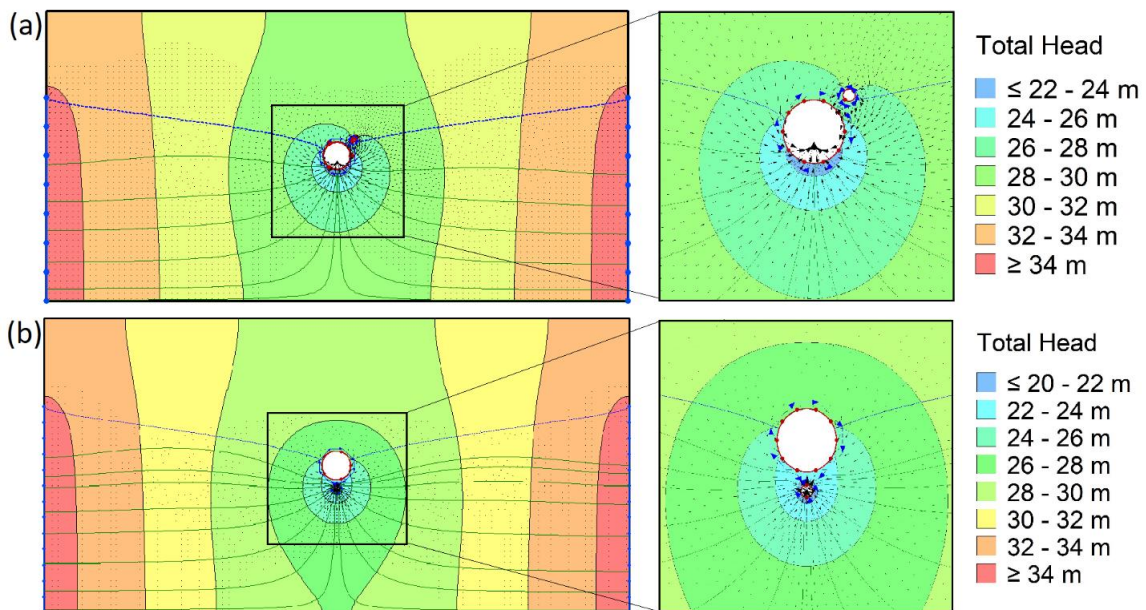 (a)
Total Head
≤ 22 - 24 m
24 - 26 m
26 - 28 m
28 - 30 m
30 - 32 m
32 - 34 m
≥ 34 m
(b)
Total Head
≤ 20 - 22 m
22 - 24 m
24 - 26 m
26 - 28 m
28 - 30 m
30 - 32 m
32 - 34 m
≥ 34 m